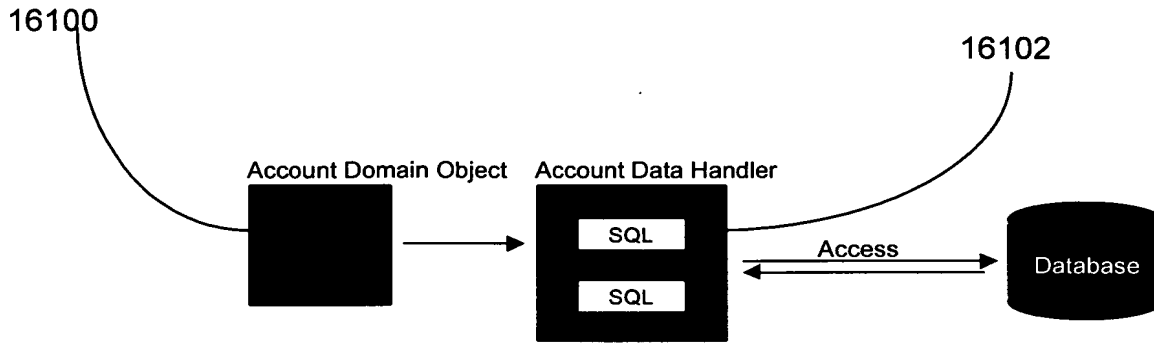 16100
16102
Account Domain Object
Account Data Handler
SQL
Access
Database
SQL